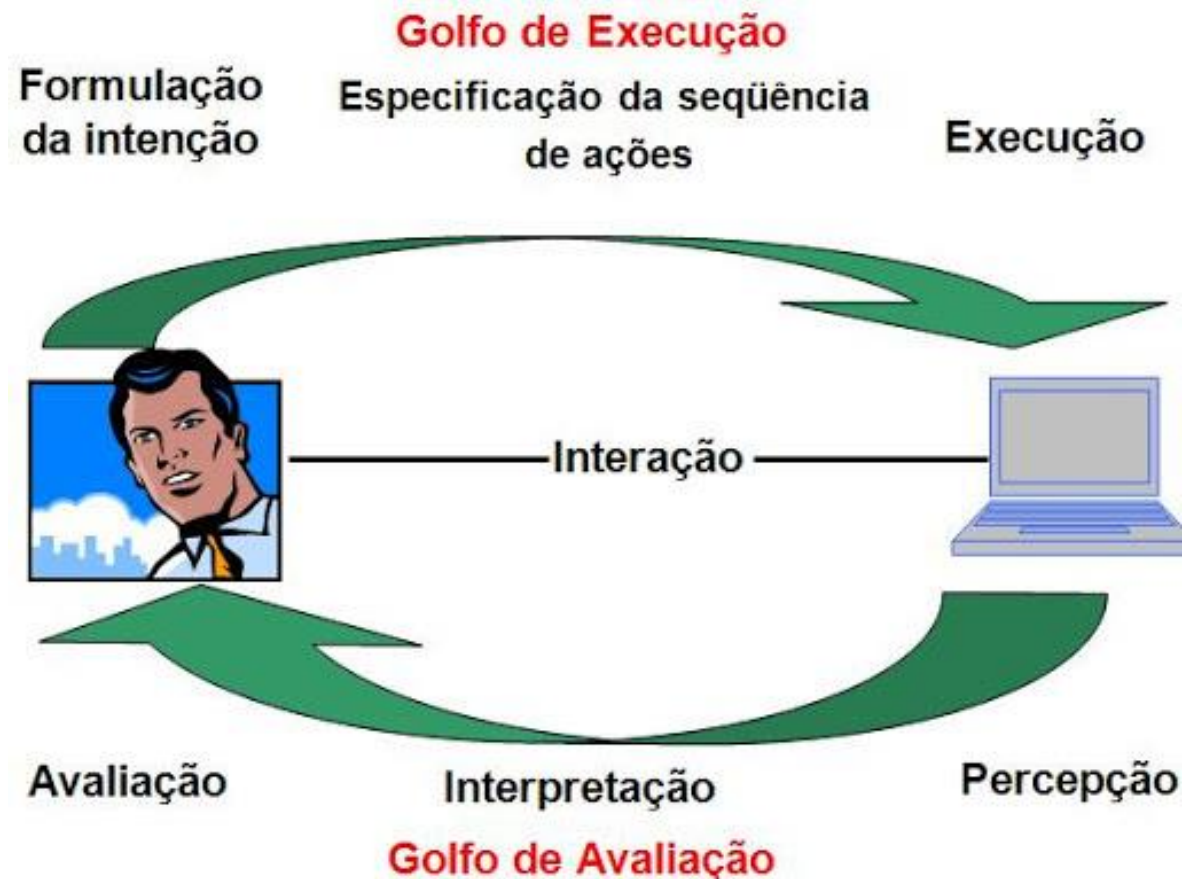 Golfo de Execução
Formulação
da intenção
Especificação da seqüência
de ações
Execução
Interação
Avaliação
Interpretação
Percepção
Golfo de Avaliação